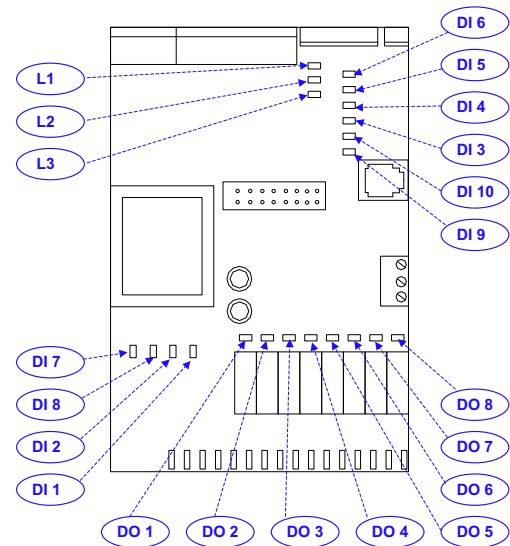 DI 6
L1
DI 5
L2
DI 4
L3
DI 3
DI 10
DI 9
DI 7
DI 8
DO 8
DI 2
DO 7
DI 1
DO 6
DO 1
DO 2
DO 3
DO 4
DO 5